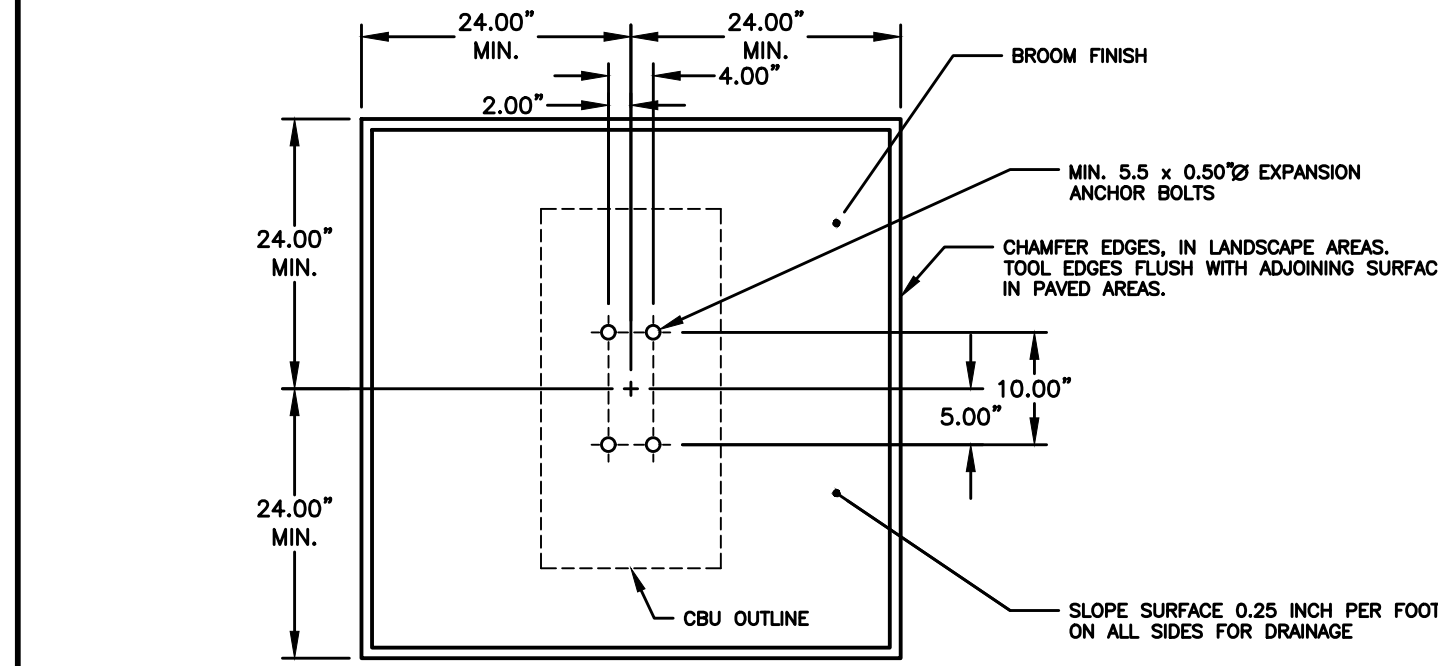 24.00"
MIN.
24.00"
MIN.
4.00"
2.00"
BROOM FINISH
MIN. 5.5 x 0.50"Ø EXPANSION
ANCHOR BOLTS
24.00"
MIN.
CHAMFER EDGES, IN LANDSCAPE AREAS.
TOOL EDGES FLUSH WITH ADJOINING SURFAC
IN PAVED AREAS.
10.00"
5.00"
24.00"
MIN.
CBU OUTLINE
SLOPE SURFACE 0.25 INCH PER FOOT
ON ALL SIDES FOR DRAINAGE